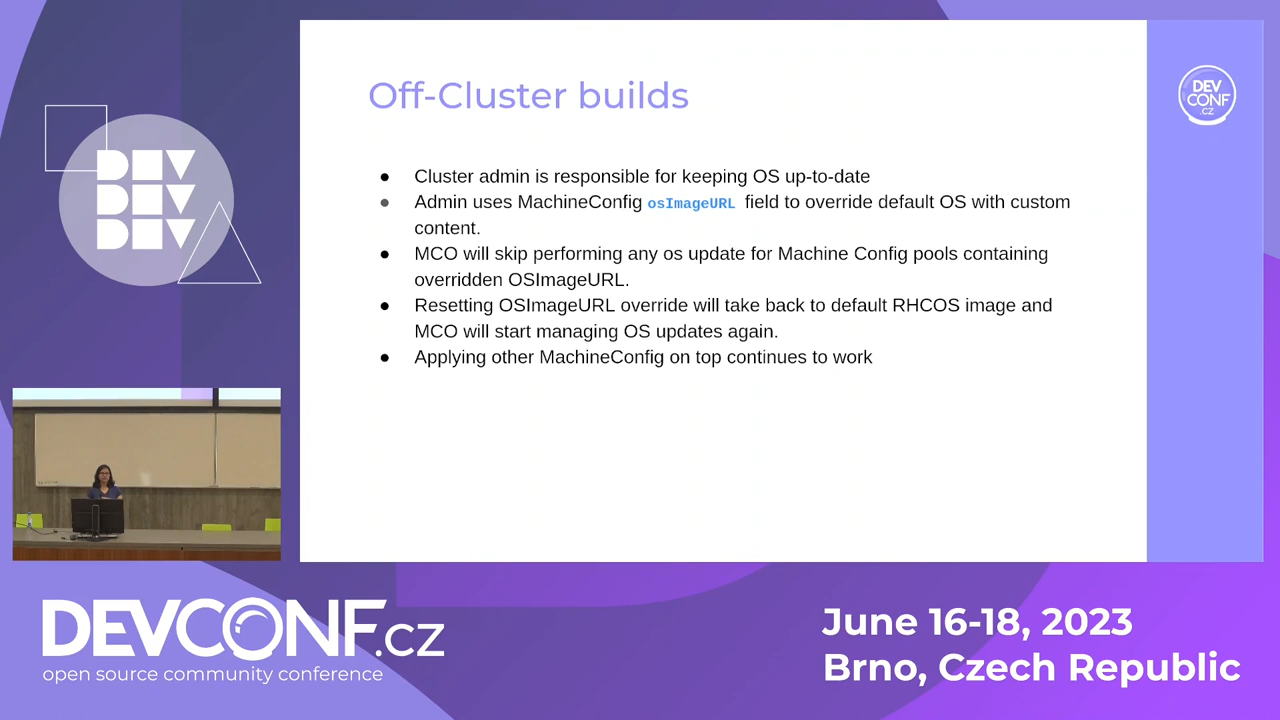 Off-Cluster builds
DEV
CONF
.CZ
DEV
DEV
DEV
● Cluster admin is responsible for keeping OS up-to-date
● Admin uses MachineConfig osImageURL field to override default OS with custom
content.
● MCO will skip performing any os update for Machine Config pools containing
overridden OSImageURL.
● Resetting OSImageURL override will take back to default RHCOS image and
MCO will start managing OS updates again.
● Applying other MachineConfig on top continues to work
DEVCONF.cz
open source community conference
June 16-18, 2023
Brno, Czech Republic